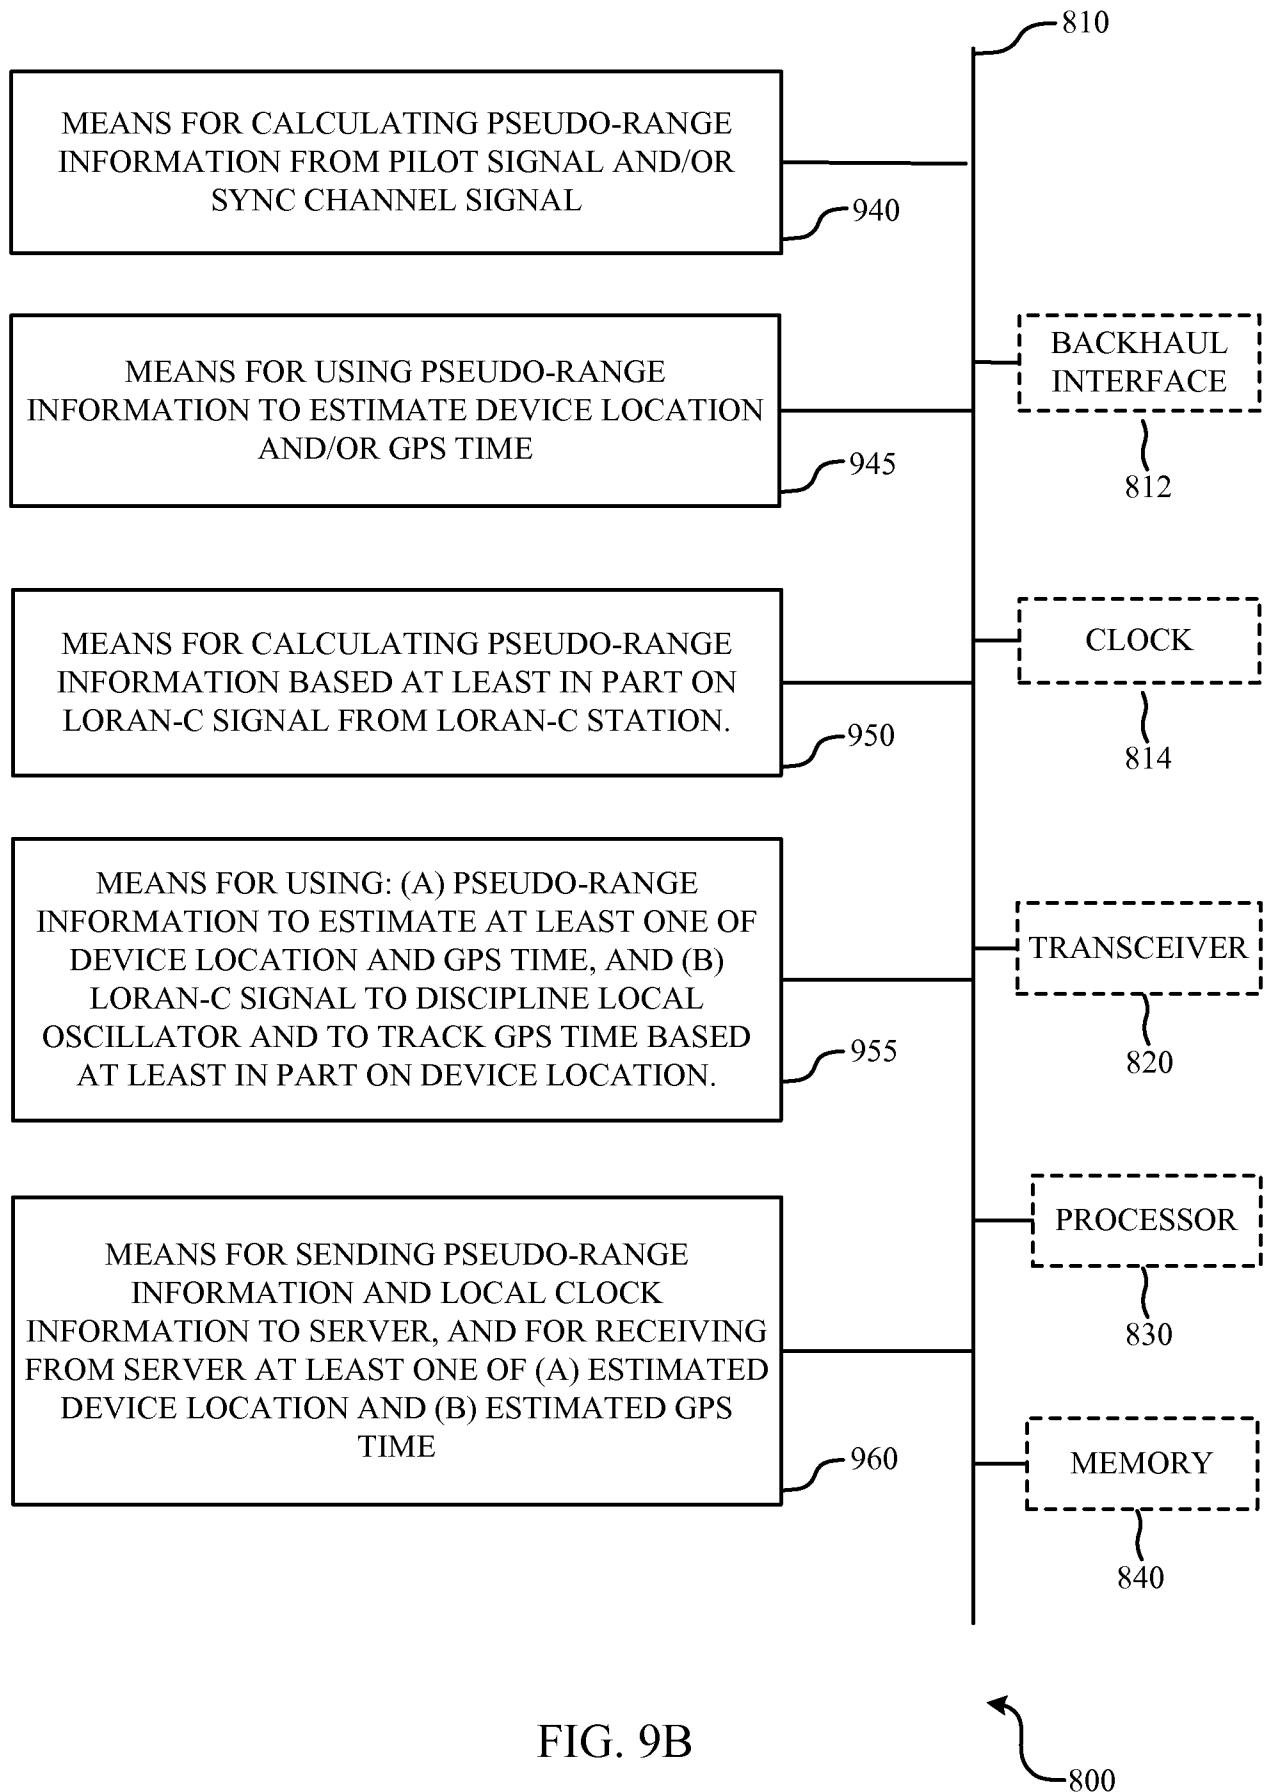 810
MEANS FOR CALCULATING PSEUDO-RANGE
INFORMATION FROM PILOT SIGNAL AND/OR
SYNC CHANNEL SIGNAL
940
MEANS FOR USING PSEUDO-RANGE
INFORMATION TO ESTIMATE DEVICE LOCATION
AND/OR GPS TIME
945
BACKHAUL
INTERFACE
812
MEANS FOR CALCULATING PSEUDO-RANGE
INFORMATION BASED AT LEAST IN PART ON
LORAN-C SIGNAL FROM LORAN-C STATION.
950
CLOCK
814
MEANS FOR USING: (A) PSEUDO-RANGE
INFORMATION TO ESTIMATE AT LEAST ONE OF
DEVICE LOCATION AND GPS TIME, AND (B)
LORAN-C SIGNAL TO DISCIPLINE LOCAL
OSCILLATOR AND TO TRACK GPS TIME BASED
AT LEAST IN PART ON DEVICE LOCATION.
955
TRANSCEIVER
820
MEANS FOR SENDING PSEUDO-RANGE
INFORMATION AND LOCAL CLOCK
INFORMATION TO SERVER, AND FOR RECEIVING
FROM SERVER AT LEAST ONE OF (A) ESTIMATED
DEVICE LOCATION AND (B) ESTIMATED GPS
TIME
960
PROCESSOR
830
MEMORY
840
FIG. 9B
800